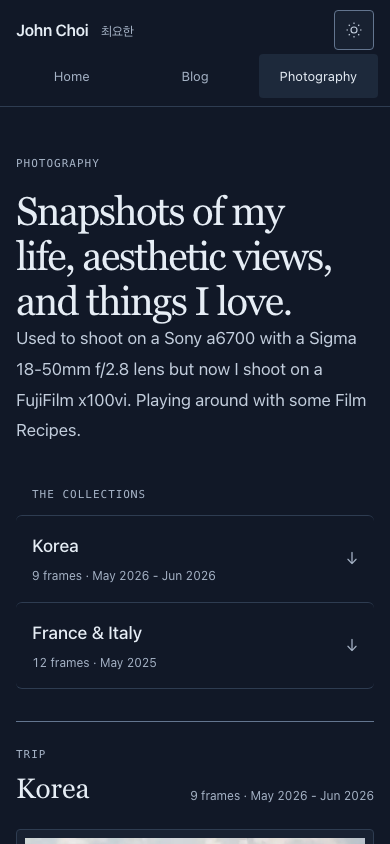 John Choi 최요한
Home Blog Photography
PHOTOGRAPHY
Snapshots of my
life, aesthetic views,
and things I love.
Used to shoot on a Sony a6700 with a Sigma
18-50mm f/2.8 lens but now I shoot on a
FujiFilm x100vi. Playing around with some Film
Recipes.
THE COLLECTIONS
Korea
↓
9 frames · May 2026 - Jun 2026
France & Italy
↓
12 frames · May 2025
TRIP
Korea 9 frames · May 2026 - Jun 2026